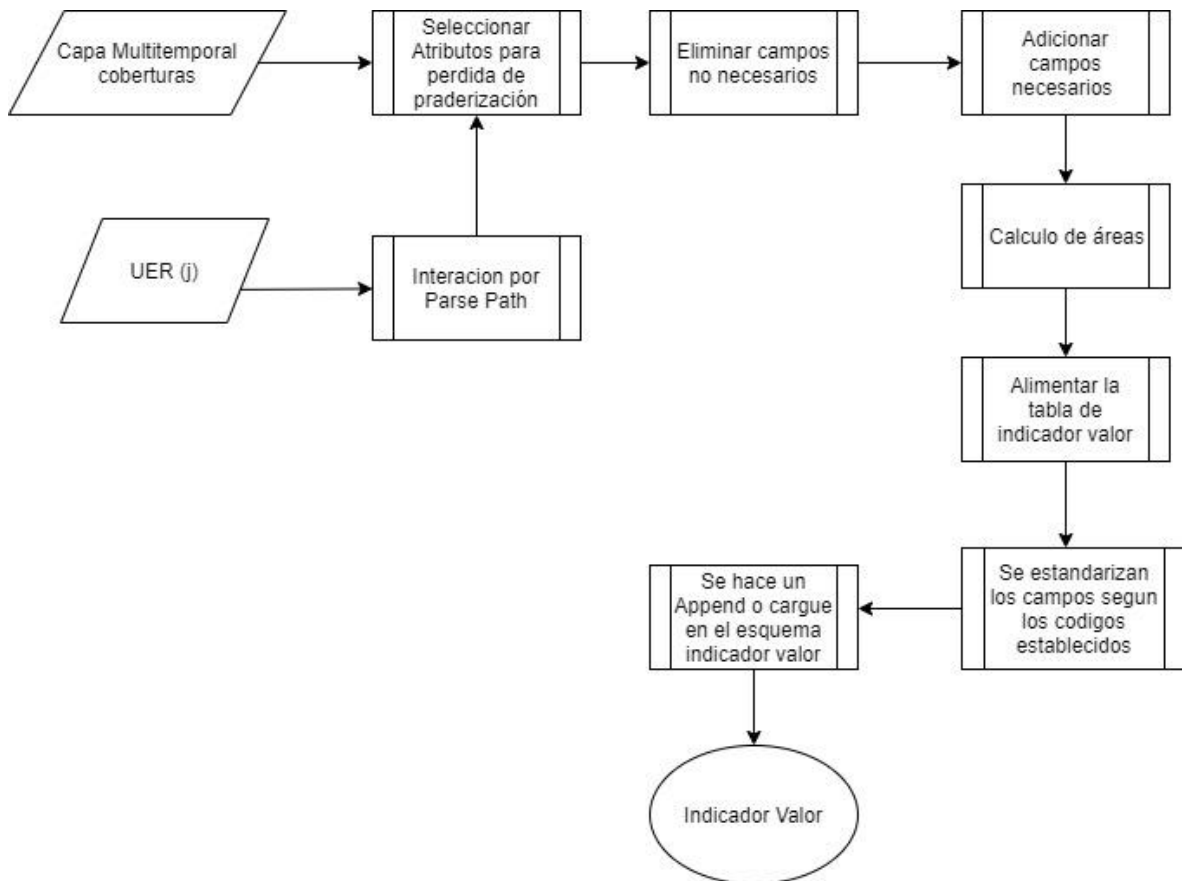 Capa Multitemporal
coberturas
Seleccionar
Atributos para
perdida de
praderización
Eliminar campos
no necesarios
Adicionar
campos
necesarios
UER (j)
Interacion por
Parse Path
Calculo de áreas
Alimentar la
tabla de
indicador valor
Se estandarizan
los campos segun
los codigos
establecidos
Se hace un
Append o cargue
en el esquema
indicador valor
Indicador Valor